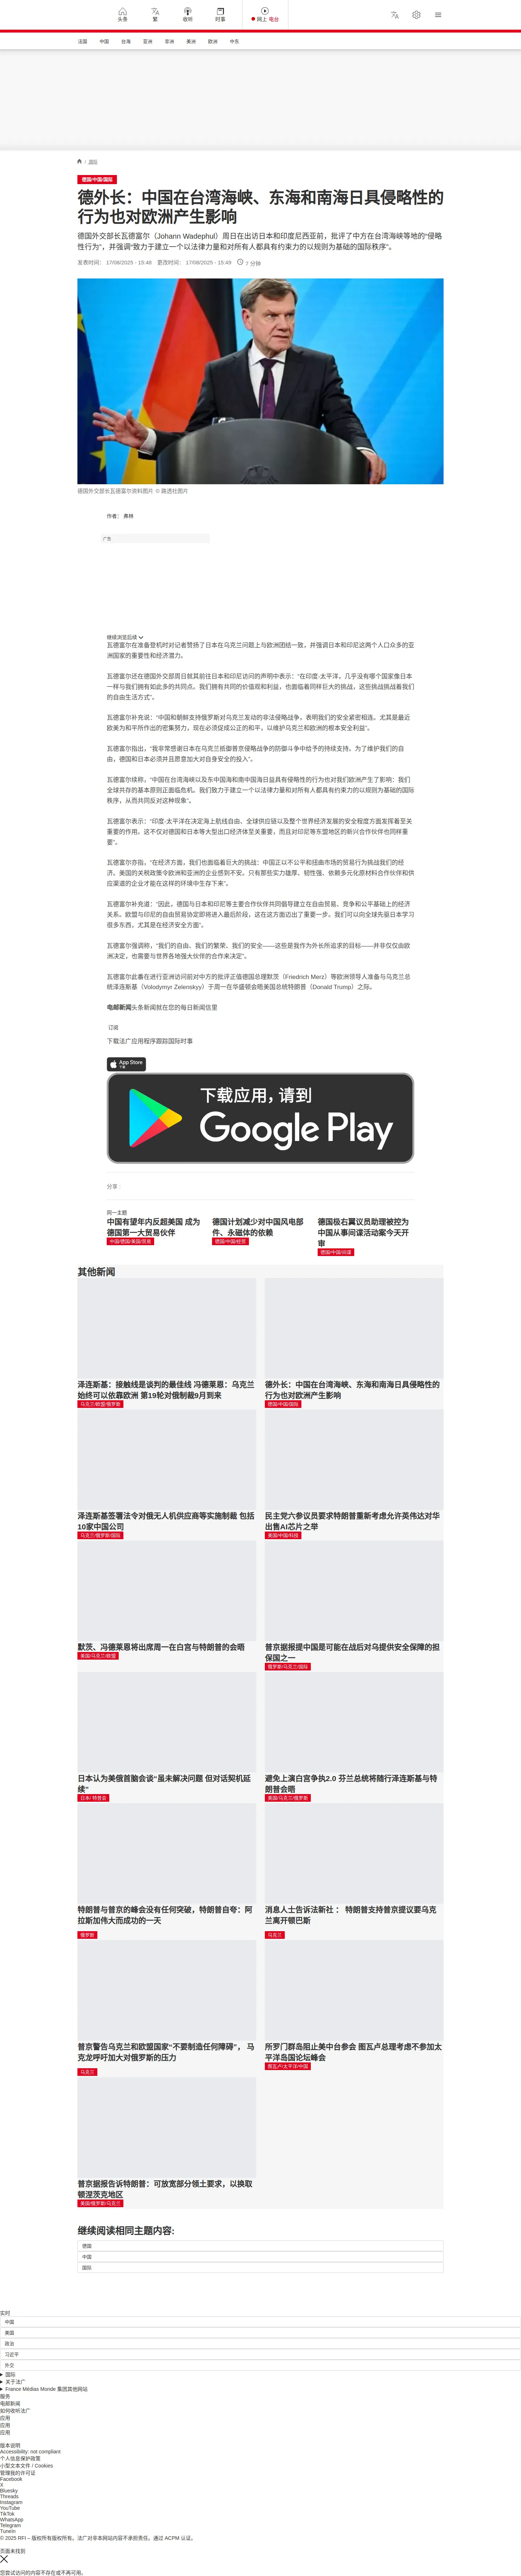 头条
繁
收听
时事
网上 电台
法国
中国
台海
亚洲
非洲
美洲
欧洲
中东
/ 国际
德国/中国/国际
德外长：中国在台湾海峡、东海和南海日具侵略性的
行为也对欧洲产生影响
德国外交部长瓦德富尔（Johann Wadephul）周日在出访日本和印度尼西亚前，批评了中方在台湾海峡等地的“侵略
性行为”，并强调“致力于建立一个以法律力量和对所有人都具有约束力的以规则为基础的国际秩序”。
发表时间： 17/08/2025 - 15:48 更改时间： 17/08/2025 - 15:49 7 分钟
德国外交部长瓦德富尔资料图片 © 路透社图片
作者： 弗林
广告
继续浏览后续
瓦德富尔在准备登机时对记者赞扬了日本在乌克兰问题上与欧洲团结一致，并强调日本和印尼这两个人口众多的亚
洲国家的重要性和经济潜力。
瓦德富尔还在德国外交部周日就其前往日本和印尼访问的声明中表示：“在印度-太平洋，几乎没有哪个国家像日本
一样与我们拥有如此多的共同点。我们拥有共同的价值观和利益，也面临着同样巨大的挑战，这些挑战挑战着我们
的自由生活方式”。
瓦德富尔补充说：“中国和朝鲜支持俄罗斯对乌克兰发动的非法侵略战争，表明我们的安全紧密相连。尤其是最近
欧美为和平所作出的密集努力，现在必须促成公正的和平，以维护乌克兰和欧洲的根本安全利益”。
瓦德富尔指出，“我非常感谢日本在乌克兰抵御普京侵略战争的防御斗争中给予的持续支持。为了维护我们的自
由，德国和日本必须并且愿意加大对自身安全的投入”。
瓦德富尔续称，“中国在台湾海峡以及东中国海和南中国海日益具有侵略性的行为也对我们欧洲产生了影响：我们
全球共存的基本原则正面临危机。我们致力于建立一个以法律力量和对所有人都具有约束力的以规则为基础的国际
秩序，从而共同反对这种现象”。
瓦德富尔表示：“印度-太平洋在决定海上航线自由、全球供应链以及整个世界经济发展的安全程度方面发挥着至关
重要的作用。这不仅对德国和日本等大型出口经济体至关重要，而且对印尼等东盟地区的新兴合作伙伴也同样重
要”。
瓦德富尔亦指，“在经济方面，我们也面临着巨大的挑战：中国正以不公平和扭曲市场的贸易行为挑战我们的经
济。美国的关税政策令欧洲和亚洲的企业感到不安。只有那些实力雄厚、韧性强、依赖多元化原材料合作伙伴和供
应渠道的企业才能在这样的环境中生存下来”。
瓦德富尔补充道：“因此，德国与日本和印尼等主要合作伙伴共同倡导建立在自由贸易、竞争和公平基础上的经济
关系。欧盟与印尼的自由贸易协定即将进入最后阶段，这在这方面迈出了重要一步。我们可以向全球先驱日本学习
很多东西，尤其是在经济安全方面”。
瓦德富尔强调称，“我们的自由、我们的繁荣、我们的安全——这些是我作为外长所追求的目标——并非仅仅由欧
洲决定，也需要与世界各地强大伙伴的合作来决定”。
瓦德富尔此番在进行亚洲访问前对中方的批评正值德国总理默茨（Friedrich Merz）等欧洲领导人准备与乌克兰总
统泽连斯基（Volodymyr Zelenskyy）于周一在华盛顿会晤美国总统特朗普（Donald Trump）之际。
电邮新闻头条新闻就在您的每日新闻信里
订阅
下载法广应用程序跟踪国际时事
App Store
下载
下载应用，请到
Google Play
分享 :
同一主题
中国有望年内反超美国 成为
德国第一大贸易伙伴
中国/德国/美国/贸易
德国计划减少对中国风电部
件、永磁体的依赖
德国/中国/经贸
德国极右翼议员助理被控为
中国从事间谍活动案今天开
审
德国/中国/间谍
其他新闻
泽连斯基：接触线是谈判的最佳线 冯德莱恩：乌克兰
始终可以依靠欧洲 第19轮对俄制裁9月到来
乌克兰/欧盟/俄罗斯
德外长：中国在台湾海峡、东海和南海日具侵略性的
行为也对欧洲产生影响
德国/中国/国际
泽连斯基签署法令对俄无人机供应商等实施制裁 包括
10家中国公司
乌克兰/俄罗斯/国际
民主党六参议员要求特朗普重新考虑允许英伟达对华
出售AI芯片之举
美国/中国/科技
默茨、冯德莱恩将出席周一在白宫与特朗普的会晤
美国/乌克兰/欧盟
普京据报提中国是可能在战后对乌提供安全保障的担
保国之一
俄罗斯/乌克兰/国际
日本认为美俄首脑会谈“虽未解决问题 但对话契机延
续”
日本/ 特普会
避免上演白宫争执2.0 芬兰总统将随行泽连斯基与特
朗普会晤
美国/乌克兰/俄罗斯
特朗普与普京的峰会没有任何突破，特朗普自夸：阿
拉斯加伟大而成功的一天
俄罗斯
消息人士告诉法新社 ： 特朗普支持普京提议要乌克
兰离开顿巴斯
乌克兰
普京警告乌克兰和欧盟国家“不要制造任何障碍”， 马
克龙呼吁加大对俄罗斯的压力
乌克兰
所罗门群岛阻止美中台参会 图瓦卢总理考虑不参加太
平洋岛国论坛峰会
图瓦卢/太平洋/中国
普京据报告诉特朗普：可放宽部分领土要求，以换取
顿涅茨克地区
美国/俄罗斯/乌克兰
继续阅读相同主题内容:
德国
中国
国际
实时
中国
美国
政治
习近平
外交
国际
关于法广
France Médias Monde 集团其他网站
服务
电邮新闻
如何收听法广
应用
应用
应用
版本说明
Accessibility: not compliant
个人信息保护政策
小型文本文件 / Cookies
管理我的许可证
Facebook
X
Bluesky
Threads
Instagram
YouTube
TikTok
WhatsApp
Telegram
TuneIn
© 2025 RFI – 版权所有版权所有。法广对非本网站内容不承担责任。通过 ACPM 认证。
页面未找到
您尝试访问的内容不存在或不再可用。